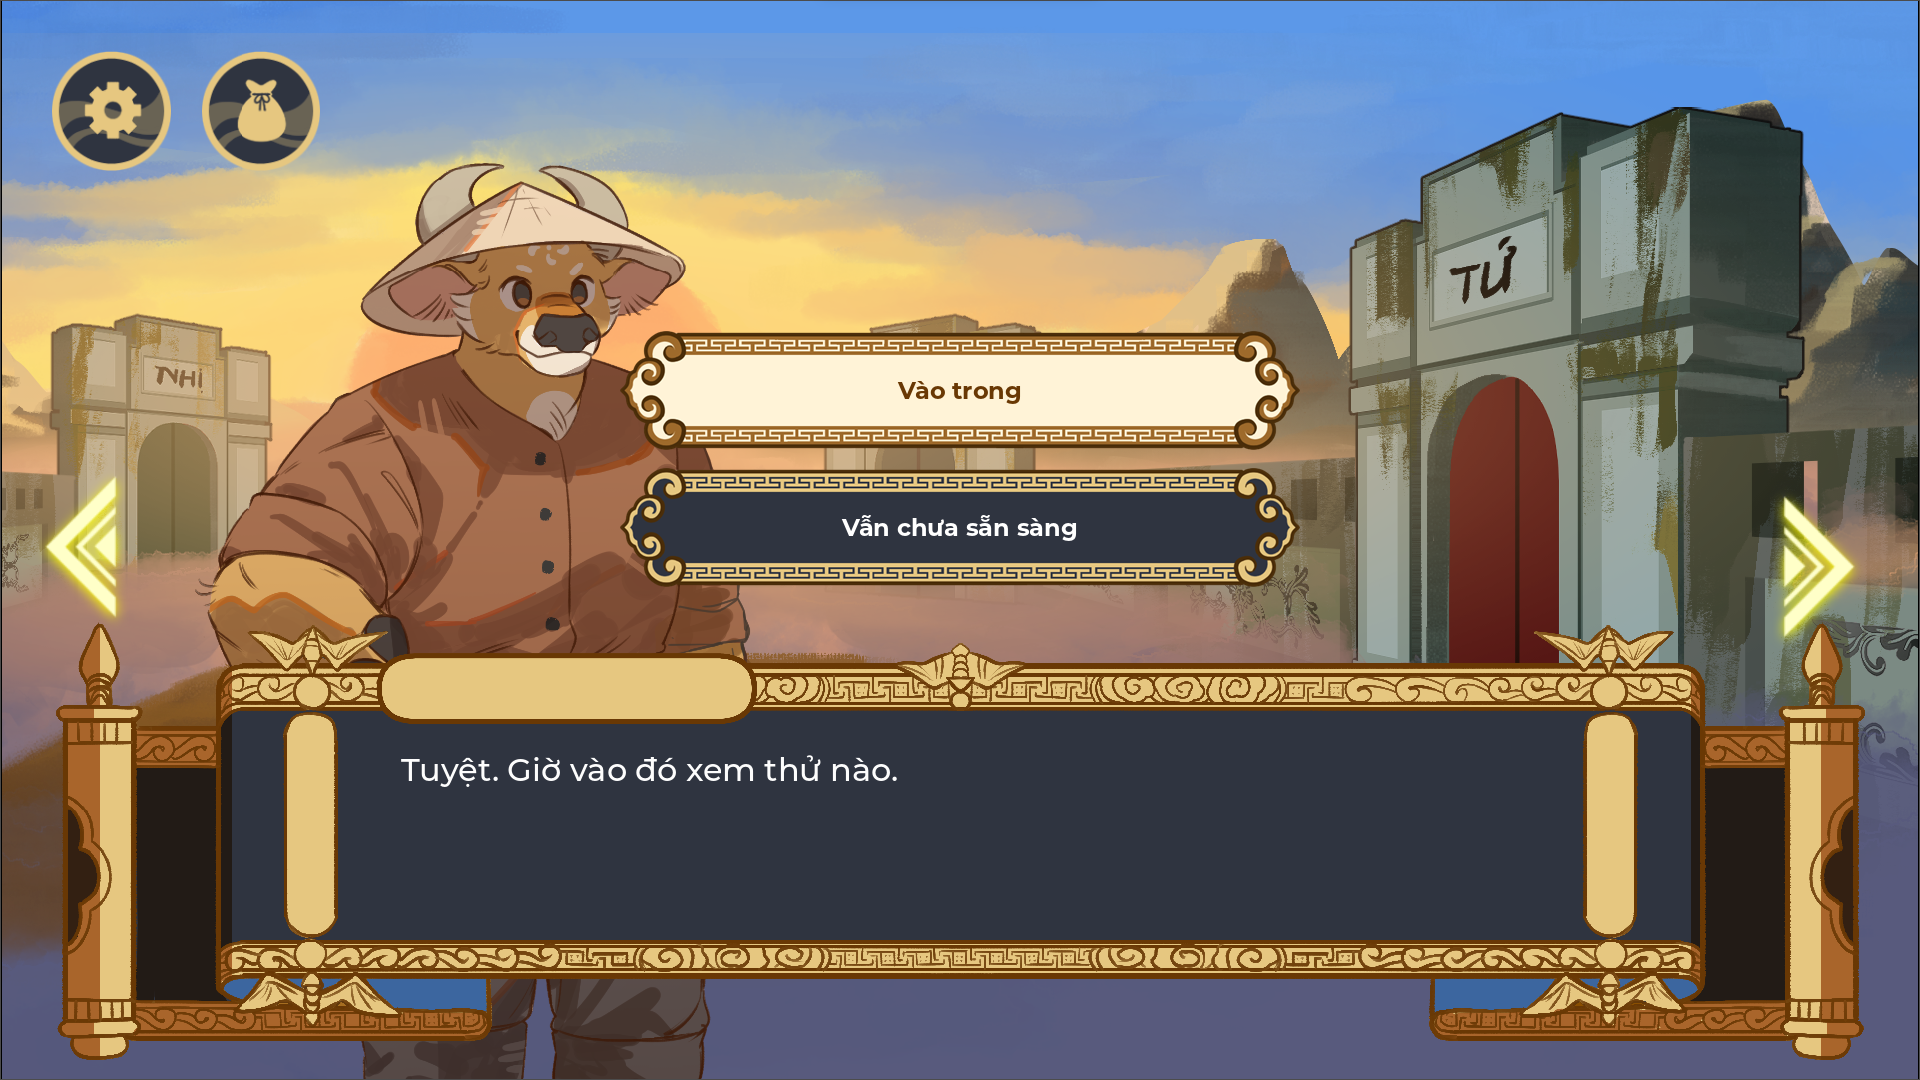 TỨ
NHỊ
Vào trong
Vẫn chưa sẵn sàng
Tuyệt. Giờ vào đó xem thử nào.